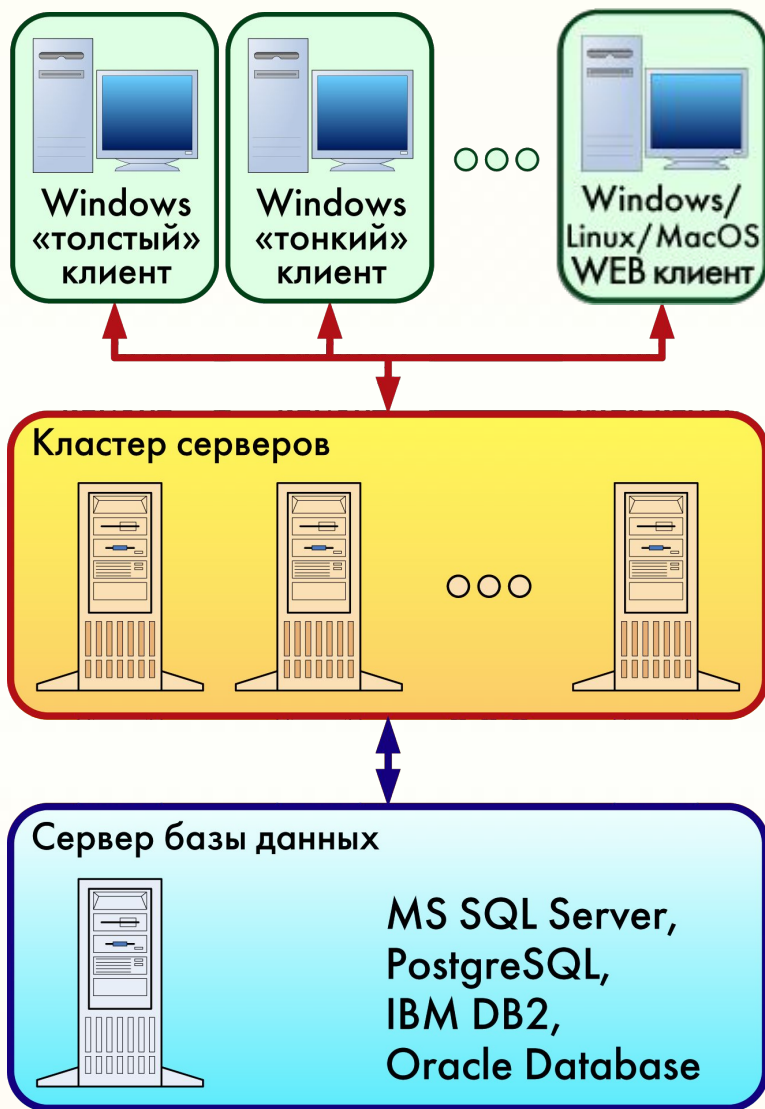 Windows
«толстый»
клиент
Windows
«тонкий»
клиент
Windows/
Linux/MacOS
WEB клиент
Кластер серверов
Сервер базы данных
MS SQL Server,
PostgreSQL,
IBM DB2,
Oracle Database